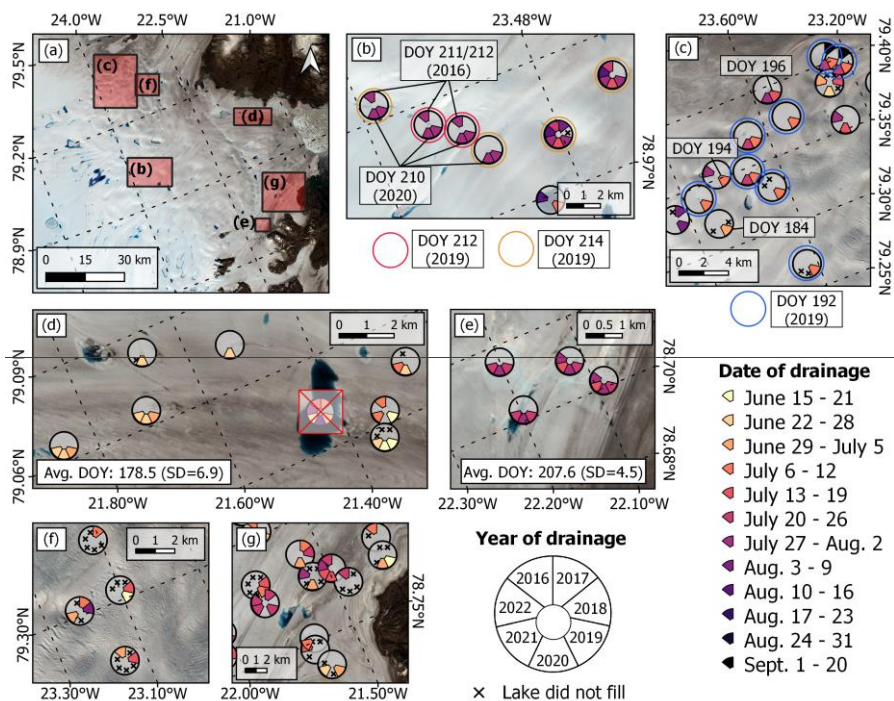 24.0°W 22.5°W 21.0°W
79.5°N
79.2°N
78.9°N
(a)
(c)
(f)
(d)
(b)
(g)
(e)
0 15 30 km
23.48°W
(b)
DOY 211/212
(2016)
DOY 210
(2020)
78.97°N
0 1 2 km
DOY 212
(2019)
DOY 214
(2019)
23.60°W 23.20°W
(c)
DOY 196
DOY 194
DOY 184
79.40°N
79.35°N
79.30°N
79.25°N
0 2 4 km
DOY 192
(2019)
(d)
0 1 2 km
79.09°N
79.06°N
Avg. DOY: 178.5 (SD=6.9)
21.80°W 21.60°W 21.40°W
(e)
0 0.5 1 km
78.70°N
78.68°N
Avg. DOY: 207.6 (SD=4.5)
22.30°W 22.20°W 22.10°W
(f)
0 1 2 km
79.30°N
23.30°W 23.10°W
(g)
78.75°N
0 1 2 km
22.00°W 21.50°W
Year of drainage
2016 2017
2022 2018
2021 2019
2020
× Lake did not fill
Date of drainage
June 15 - 21
June 22 - 28
June 29 - July 5
July 6 - 12
July 13 - 19
July 20 - 26
July 27 - Aug. 2
Aug. 3 - 9
Aug. 10 - 16
Aug. 17 - 23
Aug. 24 - 31
Sept. 1 - 20